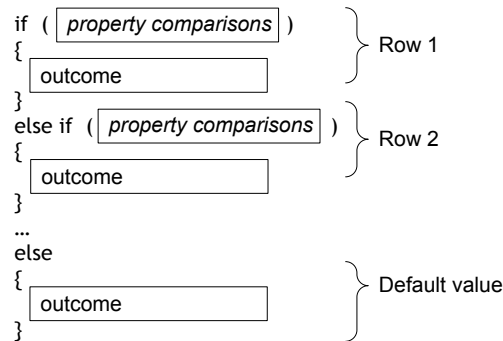 if ( property comparisons )
{
outcome
}
Row 1
else if ( property comparisons )
{
outcome
}
Row 2
...
else
{
outcome
}
Default value